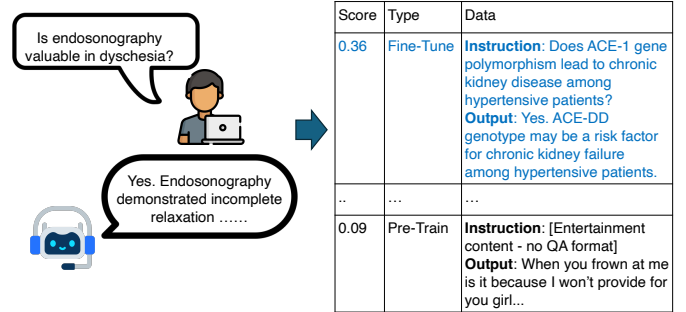 Is endosonography
valuable in dyschesia?
Yes. Endosonography
demonstrated incomplete
relaxation ……
Score Type Data
0.36 Fine-Tune Instruction: Does ACE-1 gene
polymorphism lead to chronic
kidney disease among
hypertensive patients?
Output: Yes. ACE-DD
genotype may be a risk factor
for chronic kidney failure
among hypertensive patients.
.. … …
0.09 Pre-Train Instruction: [Entertainment
content - no QA format]
Output: When you frown at me
is it because I won't provide for
you girl...